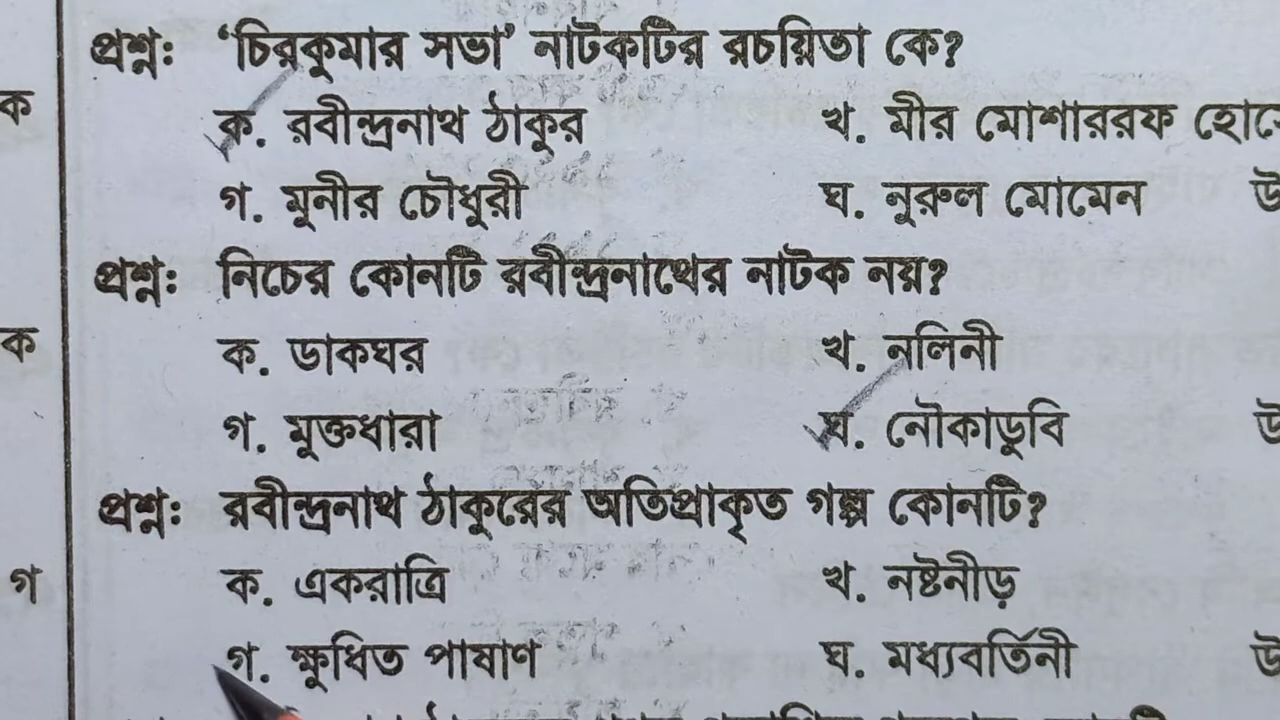 প্রশ্ন: ‘চিরকুমার সভা’ নাটকটির রচয়িতা কে?
ক
ক. রবীন্দ্রনাথ ঠাকুর খ. মীর মোশাররফ
গ. মুনীর চৌধুরী ঘ. নুরুল মোমেন
প্রশ্ন: নিচের কোনটি রবীন্দ্রনাথের নাটক নয়?
ক
ক. ডাকঘর খ. নলিনী
গ. মুক্তধারা ঘ. নৌকাডুবি
প্রশ্ন: রবীন্দ্রনাথ ঠাকুরের অতিপ্রাকৃত গল্প কোনটি?
গ
ক. একরাত্রি খ. নষ্টনীড়
গ. ক্ষুধিত পাষাণ ঘ. মধ্যবর্তিনী